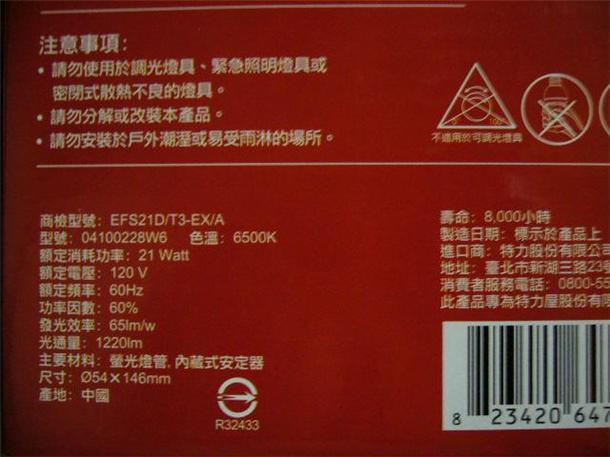 注意事項：
• 請勿使用於調光燈具、緊急照明燈具或
密閉式散熱不良的燈具。
• 請勿分解或改裝本產品。
• 請勿安裝於戶外潮溼或易受雨淋的場所。
不適用於可調光燈具
商檢型號：EFS21D/T3-EX/A
型號：04100228W6 色溫：6500K
額定消耗功率：21 Watt
額定電壓：120 V
額定頻率：60Hz
功率因數：60%
發光效率：65lm/w
光通量：1220lm
主要材料：螢光燈管, 內藏式安定器
尺寸：Ø54×146mm
產地：中國
R32433
壽命：8,000小時
製造日期：標示於產品上
進口商：特力股份有限公司
地址：臺北市新湖三路23
消費者服務電話：0800-55
此產品專為特力屋股份有限
8 23420 647